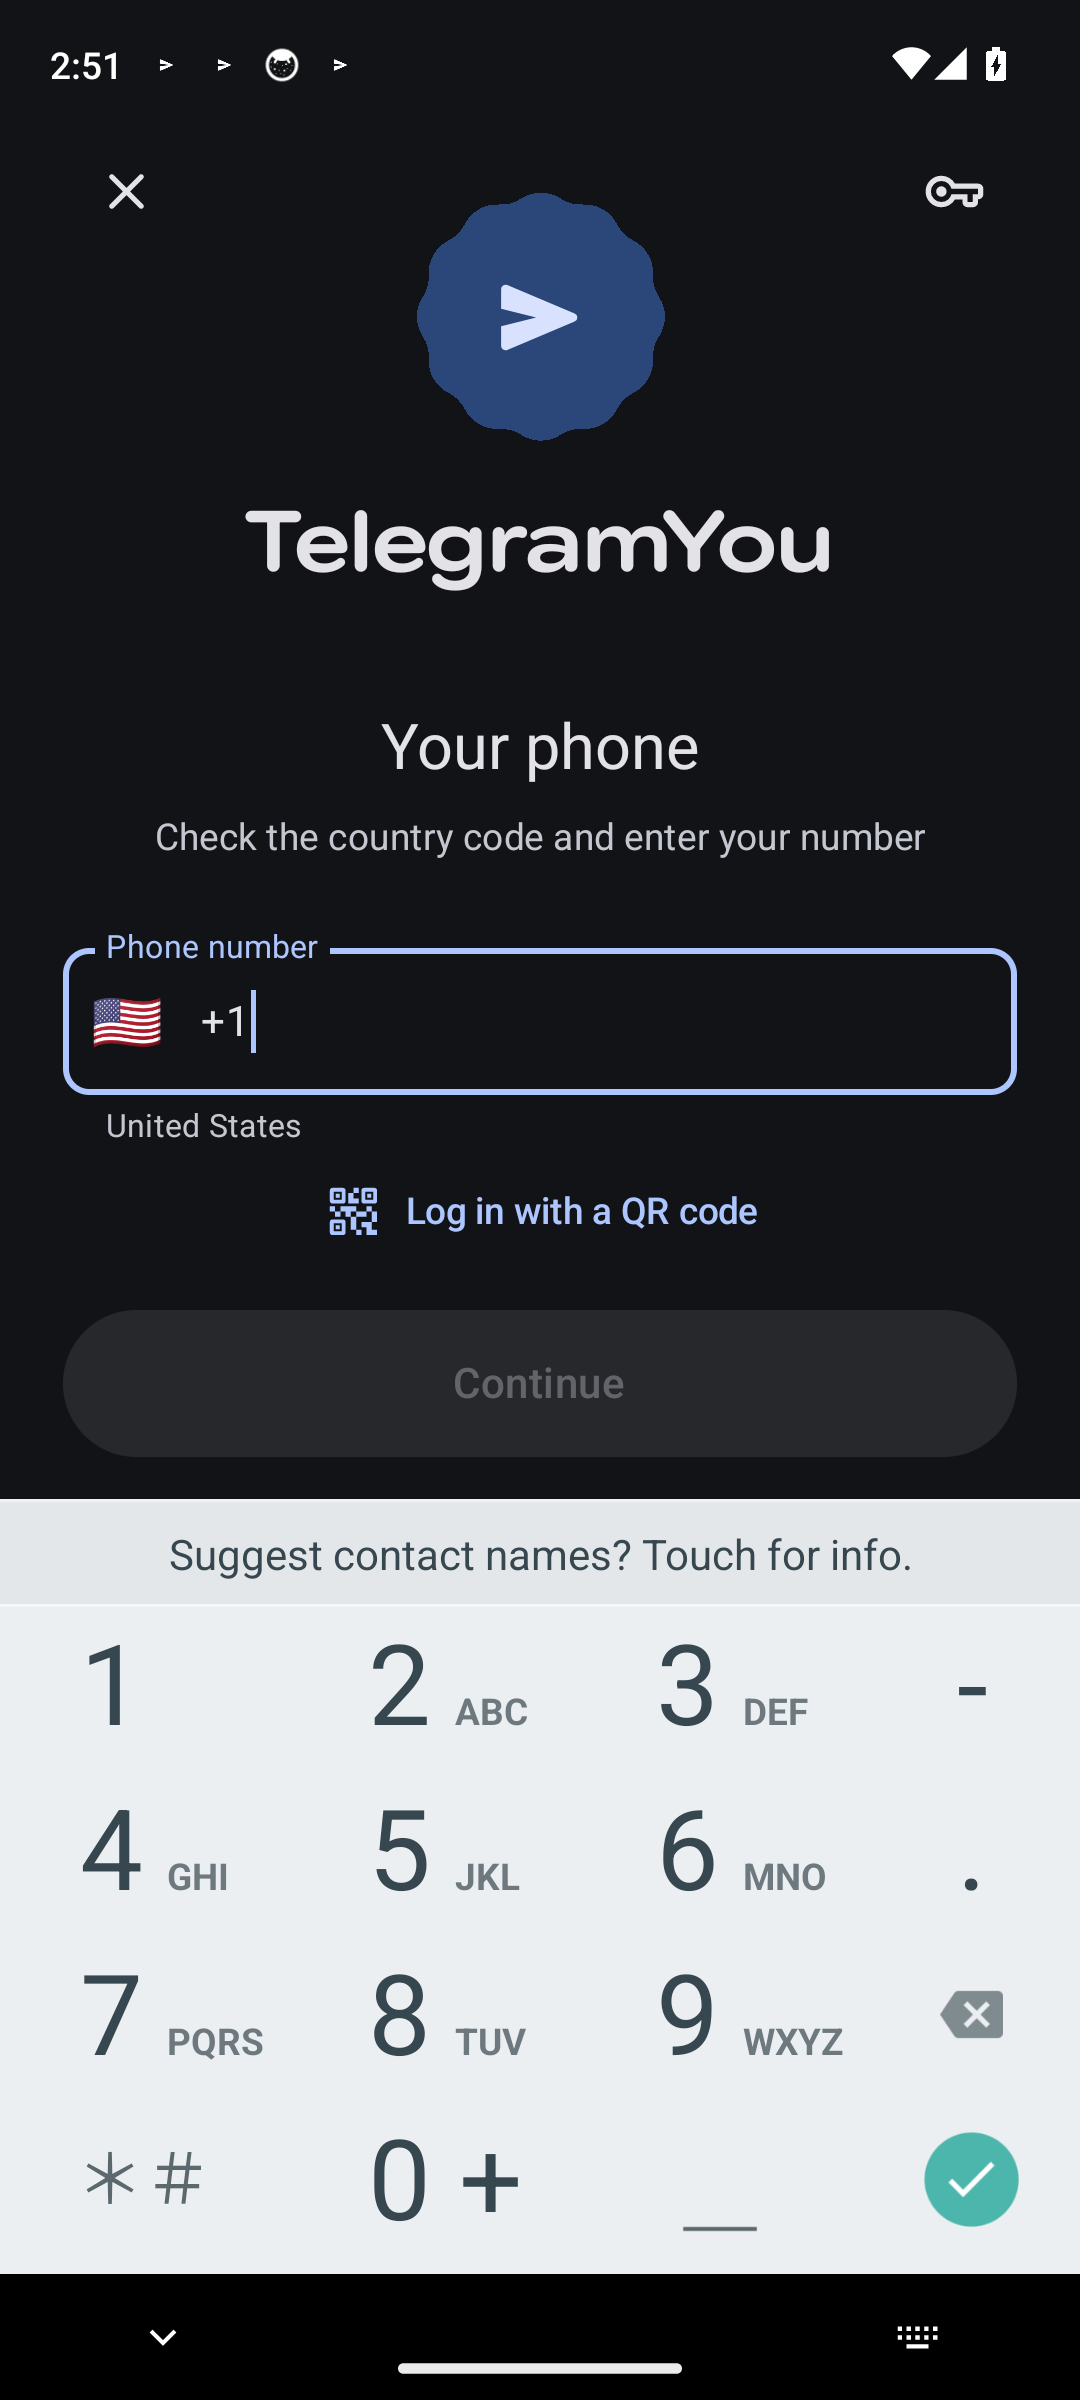 2:51
TelegramYou
Your phone
Check the country code and enter your number
Phone number
+1
United States
Log in with a QR code
Continue
Suggest contact names? Touch for info.
1 2 ABC 3 DEF -
4 GHI 5 JKL 6 MNO .
7 PQRS 8 TUV 9 WXYZ
* # 0 + _